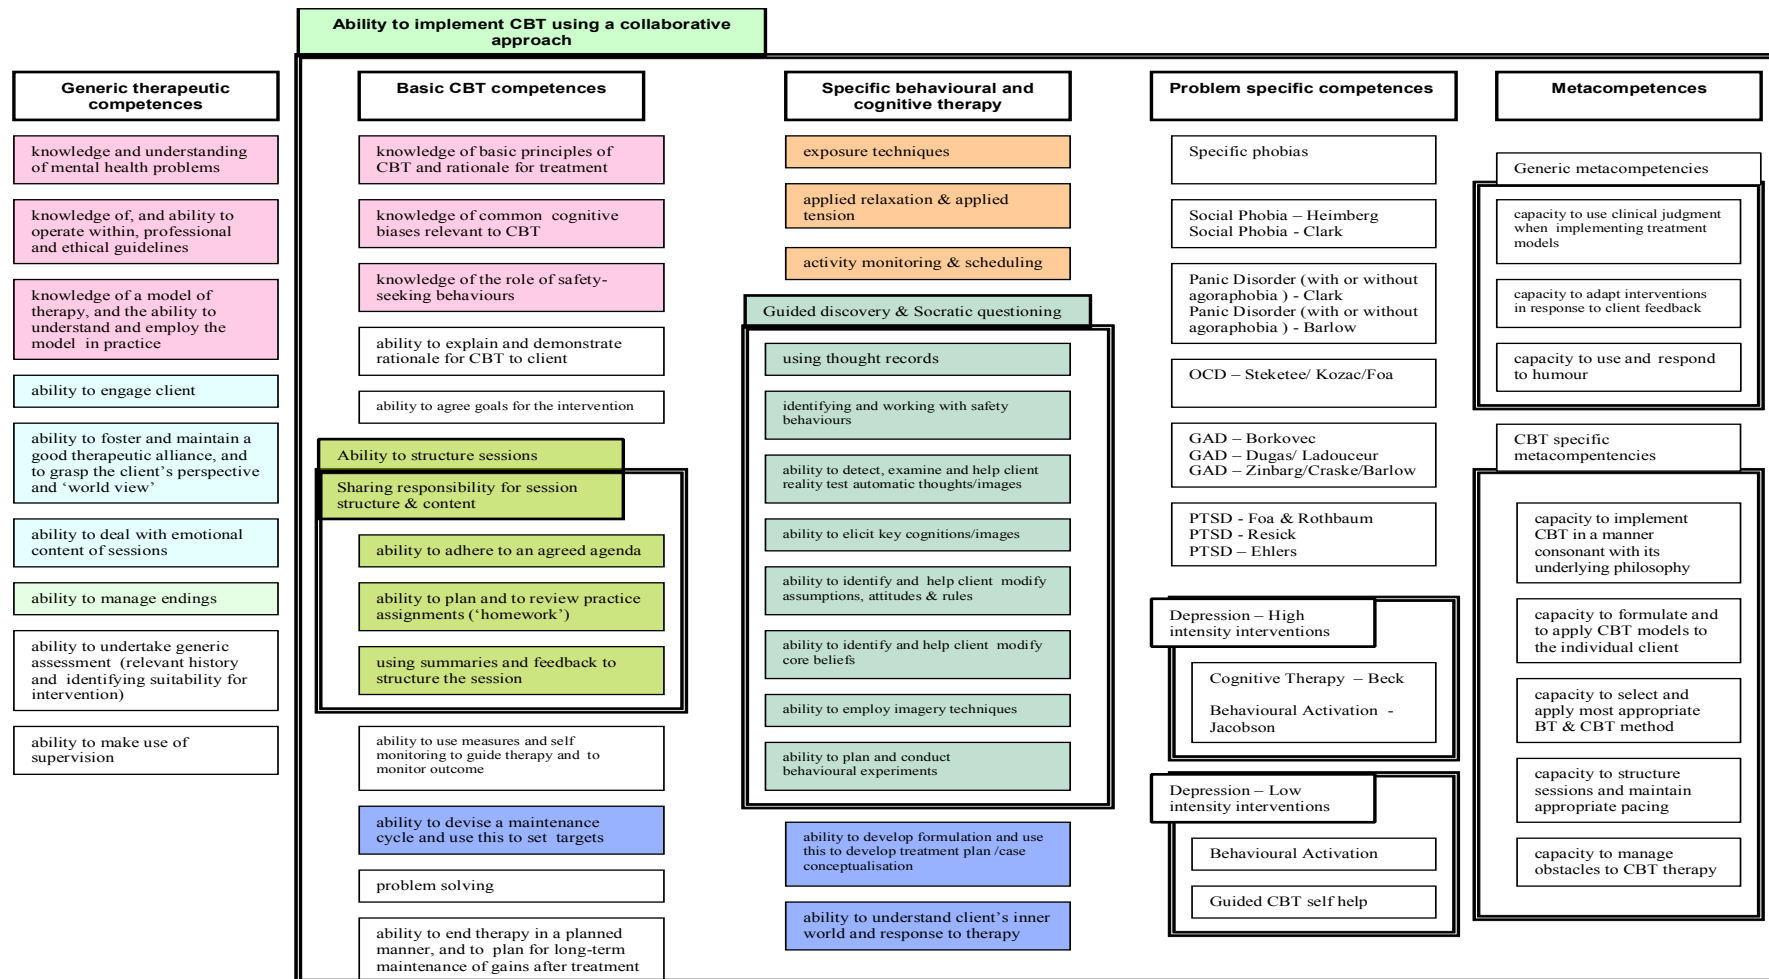 Ability to implement CBT using a collaborative
approach
Generic therapeutic
competences
knowledge and understanding
of mental health problems
knowledge of, and ability to
operate within, professional
and ethical guidelines
knowledge of a model of
therapy, and the ability to
understand and employ the
model in practice
ability to engage client
ability to foster and maintain a
good therapeutic alliance, and
to grasp the client's perspective
and ‘world view’
ability to deal with emotional
content of sessions
ability to manage endings
ability to undertake generic
assessment (relevant history
and identifying suitability for
intervention)
ability to make use of
supervision
Basic CBT competences
knowledge of basic principles of
CBT and rationale for treatment
knowledge of common cognitive
biases relevant to CBT
knowledge of the role of safety-
seeking behaviours
ability to explain and demonstrate
rationale for CBT to client
ability to agree goals for the intervention
Ability to structure sessions
Sharing responsibility for session
structure & content
ability to adhere to an agreed agenda
ability to plan and to review practice
assignments (‘homework’)
using summaries and feedback to
structure the session
ability to use measures and self
monitoring to guide therapy and to
monitor outcome
ability to devise a maintenance
cycle and use this to set targets
problem solving
ability to end therapy in a planned
manner, and to plan for long-term
maintenance of gains after treatment
Specific behavioural and
cognitive therapy
exposure techniques
applied relaxation & applied
tension
activity monitoring & scheduling
Guided discovery & Socratic questioning
using thought records
identifying and working with safety
behaviours
ability to detect, examine and help client
reality test automatic thoughts/images
ability to elicit key cognitions/images
ability to identify and help client modify
assumptions, attitudes & rules
ability to identify and help client modify
core beliefs
ability to employ imagery techniques
ability to plan and conduct
behavioural experiments
ability to develop formulation and use
this to develop treatment plan /case
conceptualisation
ability to understand client's inner
world and response to therapy
Problem specific competences
Specific phobias
Social Phobia – Heimberg
Social Phobia - Clark
Panic Disorder (with or without
agoraphobia ) - Clark
Panic Disorder (with or without
agoraphobia ) - Barlow
OCD – Steketee/ Kozac/Foa
GAD – Borkovec
GAD – Dugas/ Ladouceur
GAD – Zinbarg/Craske/Barlow
PTSD - Foa & Rothbaum
PTSD - Resick
PTSD – Ehlers
Depression – High
intensity interventions
Cognitive Therapy – Beck
Behavioural Activation -
Jacobson
Depression – Low
intensity interventions
Behavioural Activation
Guided CBT self help
Metacompetences
Generic metacompetencies
capacity to use clinical judgment
when implementing treatment
models
capacity to adapt interventions
in response to client feedback
capacity to use and respond
to humour
CBT specific
metacompentencies
capacity to implement
CBT in a manner
consonant with its
underlying philosophy
capacity to formulate and
to apply CBT models to
the individual client
capacity to select and
apply most appropriate
BT & CBT method
capacity to structure
sessions and maintain
appropriate pacing
capacity to manage
obstacles to CBT therapy